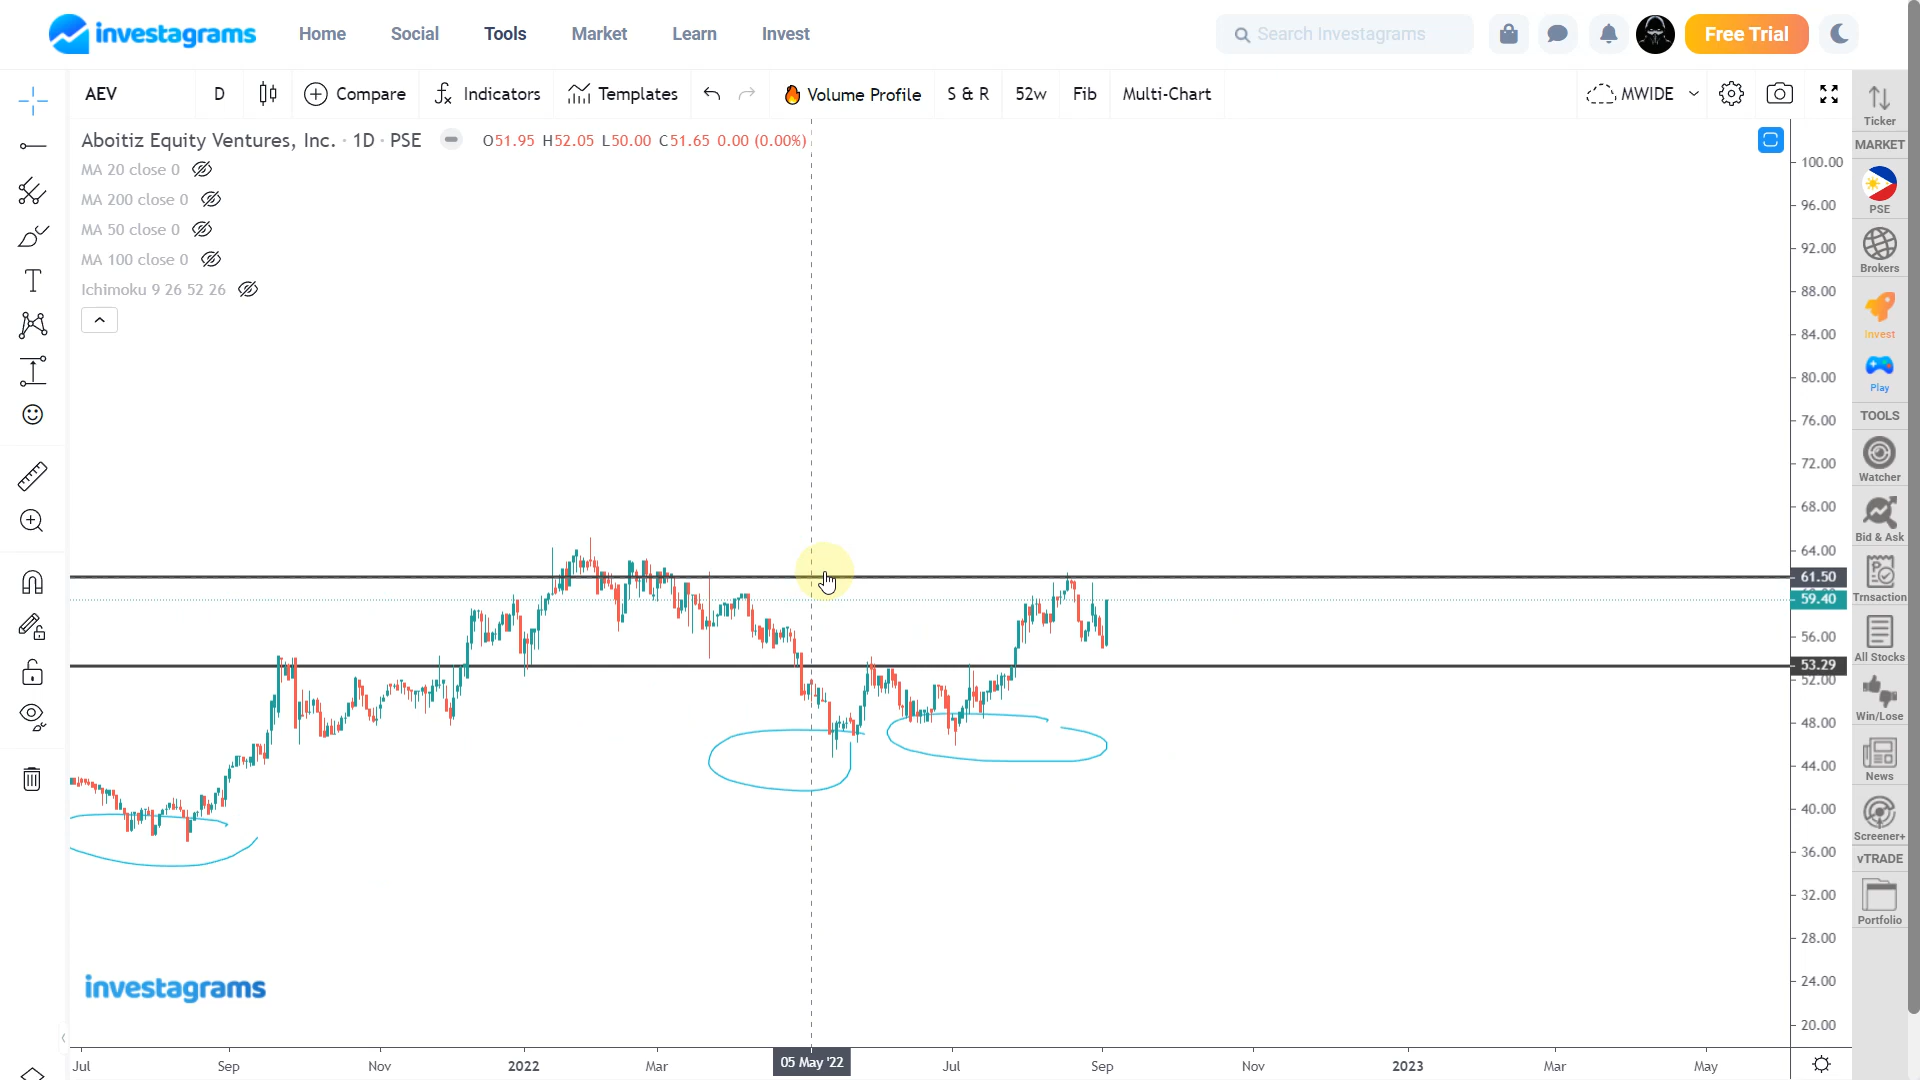 investagrams
Home
Social
Tools
Market
Learn
Invest
Search Investagrams
Free Trial
AEV
D
Compare
Indicators
Templates
Volume Profile
S & R
52w
Fib
Multi-Chart
MWIDE
Aboitiz Equity Ventures, Inc. · 1D · PSE
O51.95 H52.05 L50.00 C51.65 0.00 (0.00%)
MA 20 close 0
MA 200 close 0
MA 50 close 0
MA 100 close 0
Ichimoku 9 26 52 26
100.00
96.00
92.00
88.00
84.00
80.00
76.00
72.00
68.00
64.00
61.50
59.40
56.00
53.29
52.00
48.00
44.00
40.00
36.00
32.00
28.00
24.00
20.00
investagrams
Jul
Sep
Nov
2022
Mar
05 May '22
Jul
Sep
Nov
2023
Mar
May
Ticker
MARKET
PSE
Brokers
Invest
Play
TOOLS
Watcher
Bid & Ask
Trnsaction
All Stocks
Win/Lose
News
Screener+
vTRADE
Portfolio